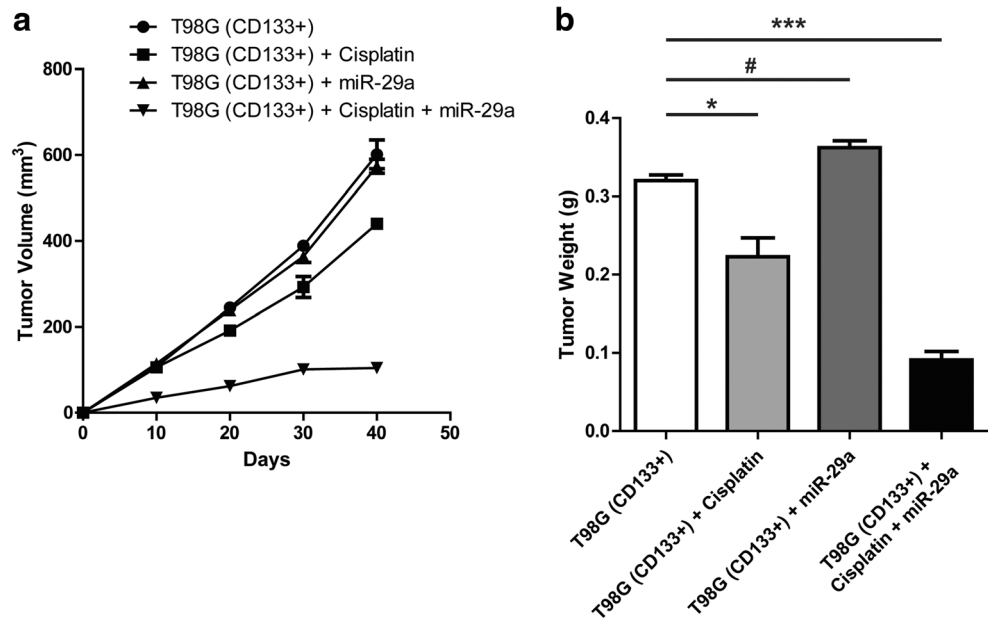 a
T98G (CD133+)
T98G (CD133+) + Cisplatin
T98G (CD133+) + miR-29a
T98G (CD133+) + Cisplatin + miR-29a
Tumor Volume (mm³)
800
600
400
200
0
0 10 20 30 40 50
Days
b
***
#
*
Tumor Weight (g)
0.4
0.3
0.2
0.1
0.0
T98G (CD133+)
T98G (CD133+) + Cisplatin
T98G (CD133+) + miR-29a
T98G (CD133+) +
Cisplatin + miR-29a